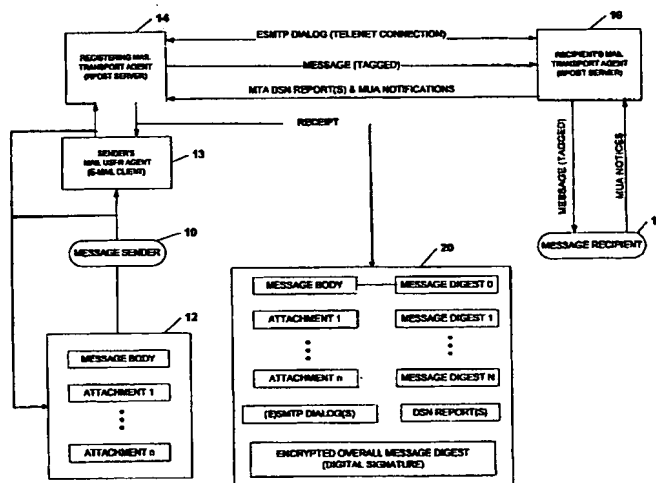 14
REGISTERING MAIL
TRANSPORT AGENT
(RPOST SERVER)
ESMTP DIALOG (TELENET CONNECTION)
MESSAGE (TAGGED)
MTA DSN REPORT(S) & MUA NOTIFICATIONS
RECEIPT
16
RECIPIENT'S MAIL
TRANSPORT AGENT
(RPOST SERVER)
MESSAGE (TAGGED)
MUA NOTICES
MESSAGE RECIPIENT
13
SENDER'S
MAIL USER AGENT
(E-MAIL CLIENT)
10
MESSAGE SENDER
12
MESSAGE BODY
ATTACHMENT 1
ATTACHMENT n
20
MESSAGE BODY
MESSAGE DIGEST 0
ATTACHMENT 1
MESSAGE DIGEST 1
ATTACHMENT n
MESSAGE DIGEST N
(E)SMTP DIALOG(S)
DSN REPORT(S)
ENCRYPTED OVERALL MESSAGE DIGEST
(DIGITAL SIGNATURE)